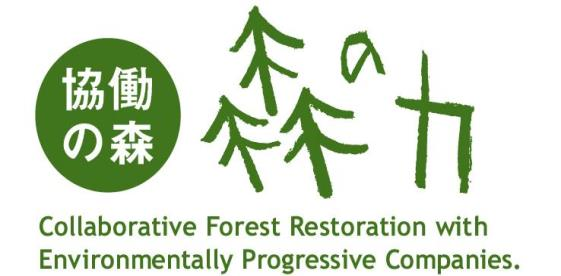 協働
の森
森の力
Collaborative Forest Restoration with
Environmentally Progressive Companies.